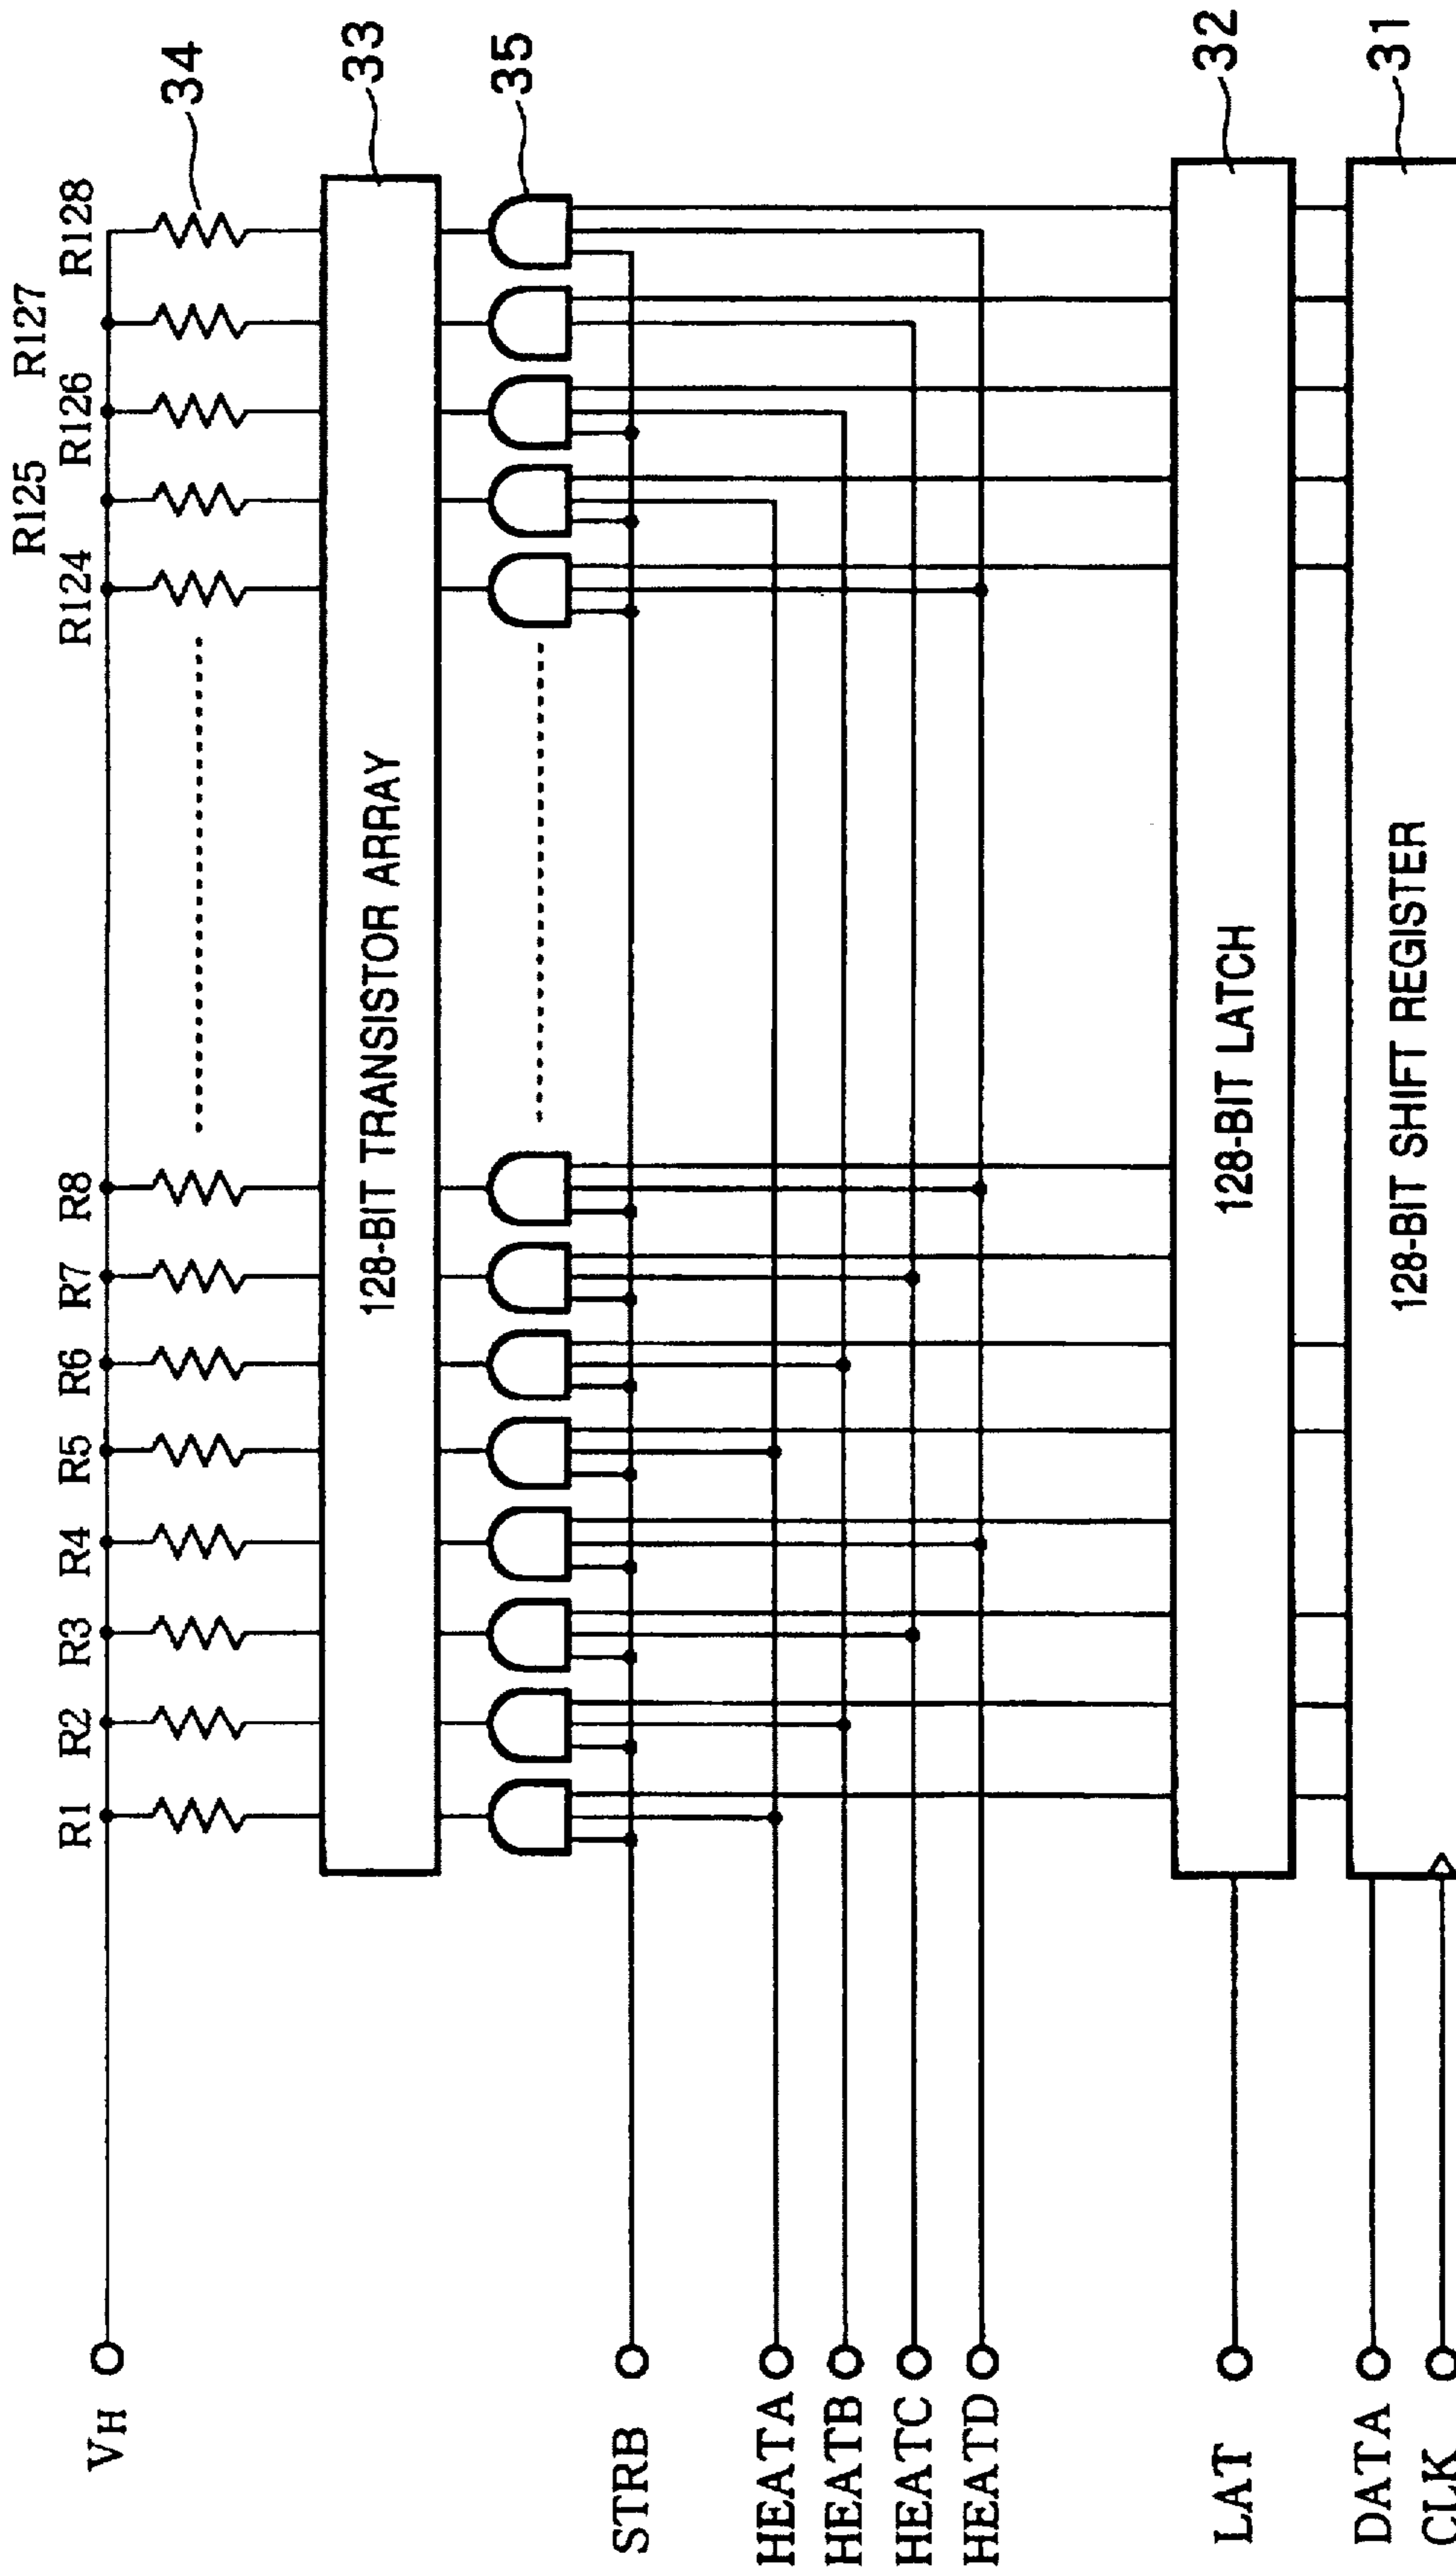 VH
R1
R2
R3
R4
R5
R6
R7
R8
R124
R125
R126
R127
R128
34
128-BIT TRANSISTOR ARRAY
33
35
STRB
HEATA
HEATB
HEATC
HEATD
LAT
128-BIT LATCH
32
DATA
CLK
128-BIT SHIFT REGISTER
31